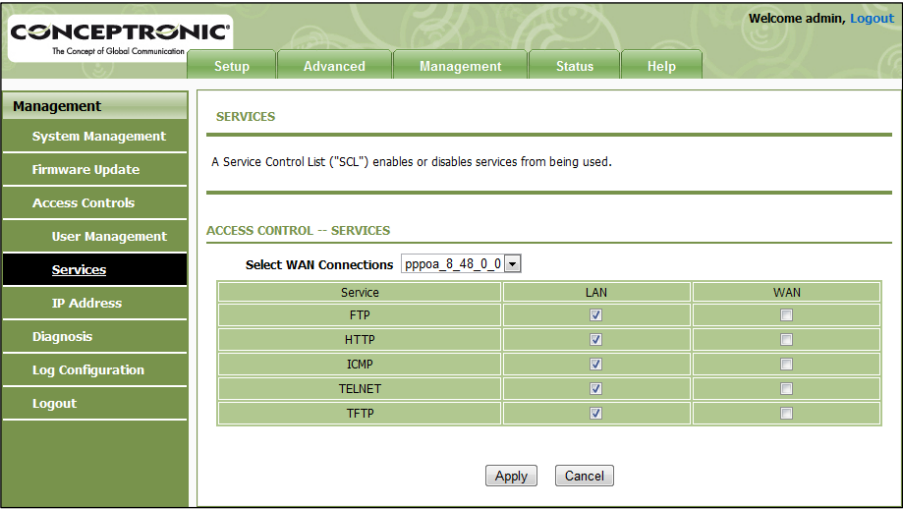 CONCEPTRONIC®
The Concept of Global Communication
Welcome admin, Logout
Setup Advanced Management Status Help
Management
System Management
Firmware Update
Access Controls
User Management
Services
IP Address
Diagnosis
Log Configuration
Logout
SERVICES
A Service Control List ("SCL") enables or disables services from being used.
ACCESS CONTROL -- SERVICES
Select WAN Connections pppoa_8_48_0_0
Service LAN WAN
FTP
HTTP
ICMP
TELNET
TFTP
Apply Cancel